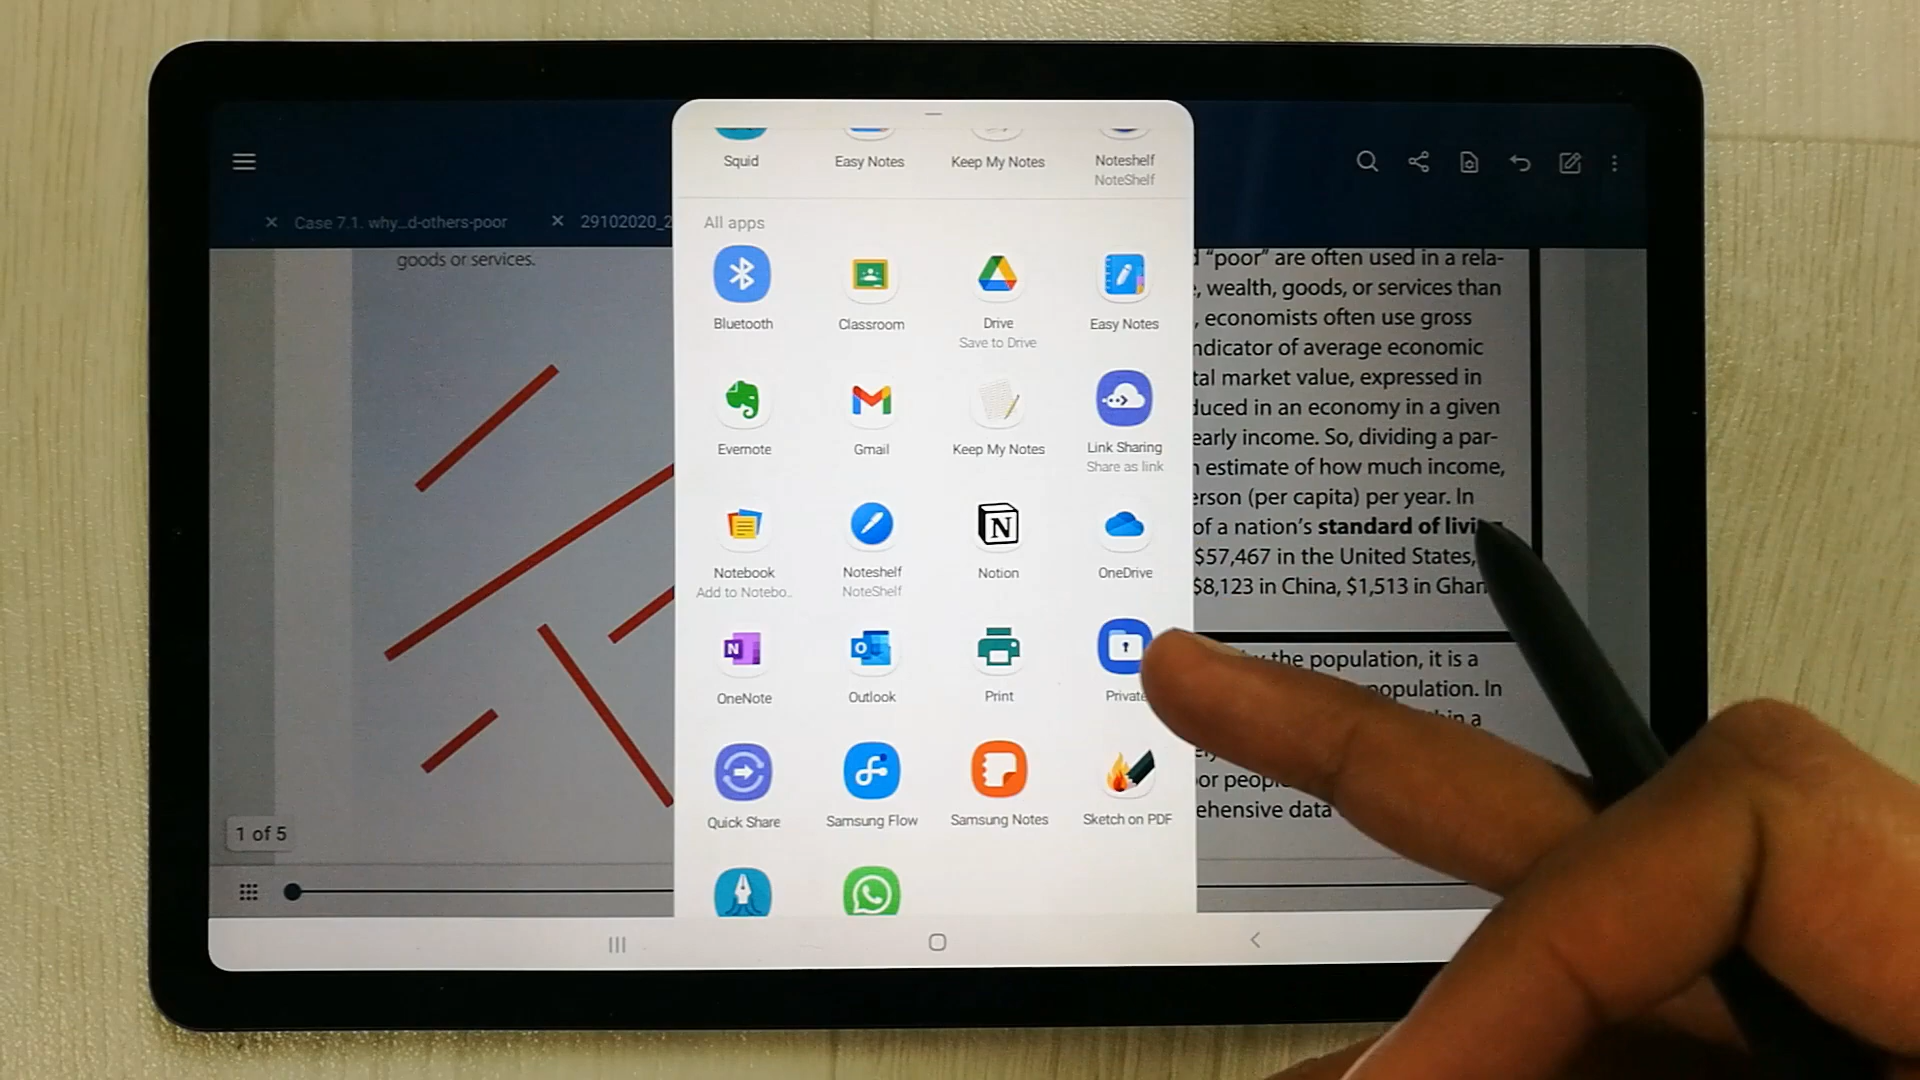 Squid
Easy Notes
Keep My Notes
Noteshelf
NoteShelf
Case 7.1. why...d-others-poor
29102020_2
All apps
goods or services.
Bluetooth
Classroom
Drive
Save to Drive
Easy Notes
Evernote
Gmail
Keep My Notes
Link Sharing
Share as link
Notebook
Add to Notebo..
Noteshelf
NoteShelf
Notion
N
OneDrive
OneNote
N
Outlook
O
Print
Private
Quick Share
Samsung Flow
Samsung Notes
Sketch on PDF
1 of 5
"poor" are often used in a rela-
, wealth, goods, or services than
, economists often use gross
ndicator of average economic
tal market value, expressed in
duced in an economy in a given
early income. So, dividing a par-
estimate of how much income,
erson (per capita) per year. In
of a nation's standard of living
$57,467 in the United States,
$8,123 in China, $1,513 in Ghan
the population, it is a
population. In
in a
or people
ehensive data